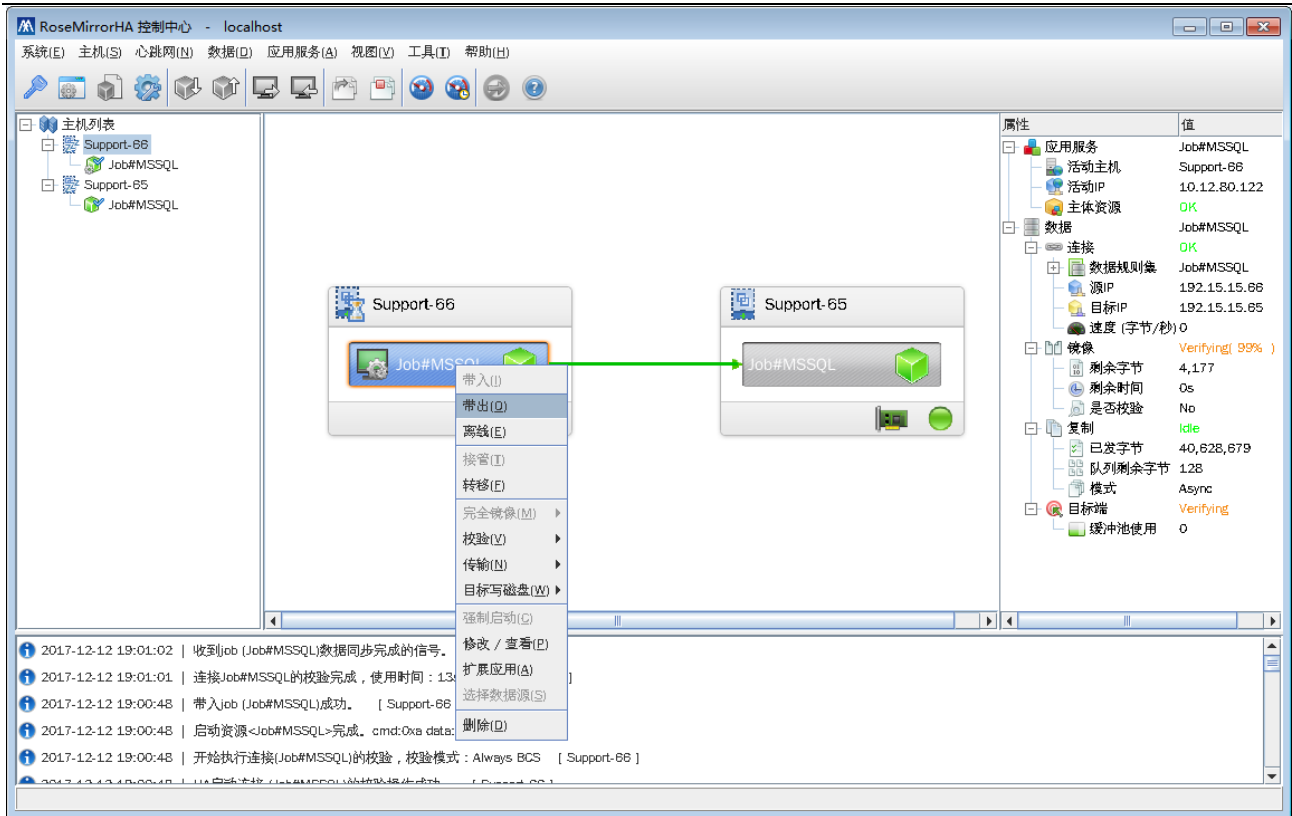 RoseMirrorHA 控制中心 - localhost
系统(E) 主机(S) 心跳网(N) 数据(D) 应用服务(A) 视图(V) 工具(T) 帮助(H)
主机列表
Support-66
Job#MSSQL
Support-65
Job#MSSQL
Support-66
Job#MSSQL
Support-65
Job#MSSQL
带入(I)
带出(O)
离线(E)
接管(T)
转移(F)
完全镜像(M)
校验(V)
传输(N)
目标写磁盘(W)
强制启动(C)
修改 / 查看(P)
扩展应用(A)
选择数据源(S)
删除(D)
属性 值
应用服务 Job#MSSQL
活动主机 Support-66
活动IP 10.12.80.122
主体资源 OK
数据 Job#MSSQL
连接 OK
数据规则集 Job#MSSQL
源IP 192.15.15.66
目标IP 192.15.15.65
速度 (字节/秒) 0
镜像 Verifying( 99% )
剩余字节 4,177
剩余时间 0s
是否校验 No
复制 Idle
已发字节 40,628,679
队列剩余字节 128
模式 Async
目标端 Verifying
缓冲池使用 0
2017-12-12 19:01:02 | 收到job (Job#MSSQL)数据同步完成的信号。
2017-12-12 19:01:01 | 连接Job#MSSQL的校验完成，使用时间：13 ]
2017-12-12 19:00:48 | 带入job (Job#MSSQL)成功。 [ Support-66
2017-12-12 19:00:48 | 启动资源<Job#MSSQL>完成。cmd:0xa data:
2017-12-12 19:00:48 | 开始执行连接(Job#MSSQL)的校验，校验模式：Always BCS [ Support-66 ]